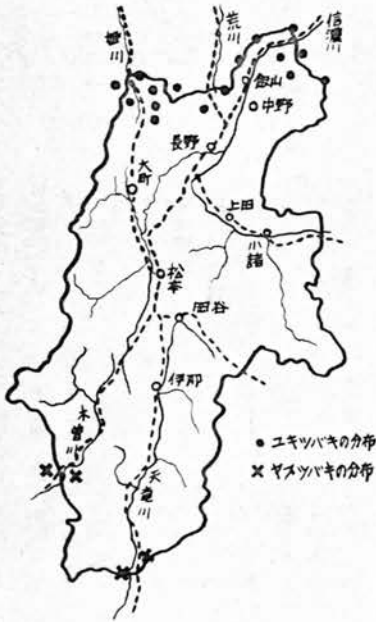 姫川
荒川
信濃川
飯山
中野
長野
大町
上田
小諸
松本
岡谷
伊那
木曽川
天竜川
● ユキツバキの分布
✖ ヤブツバキの分布